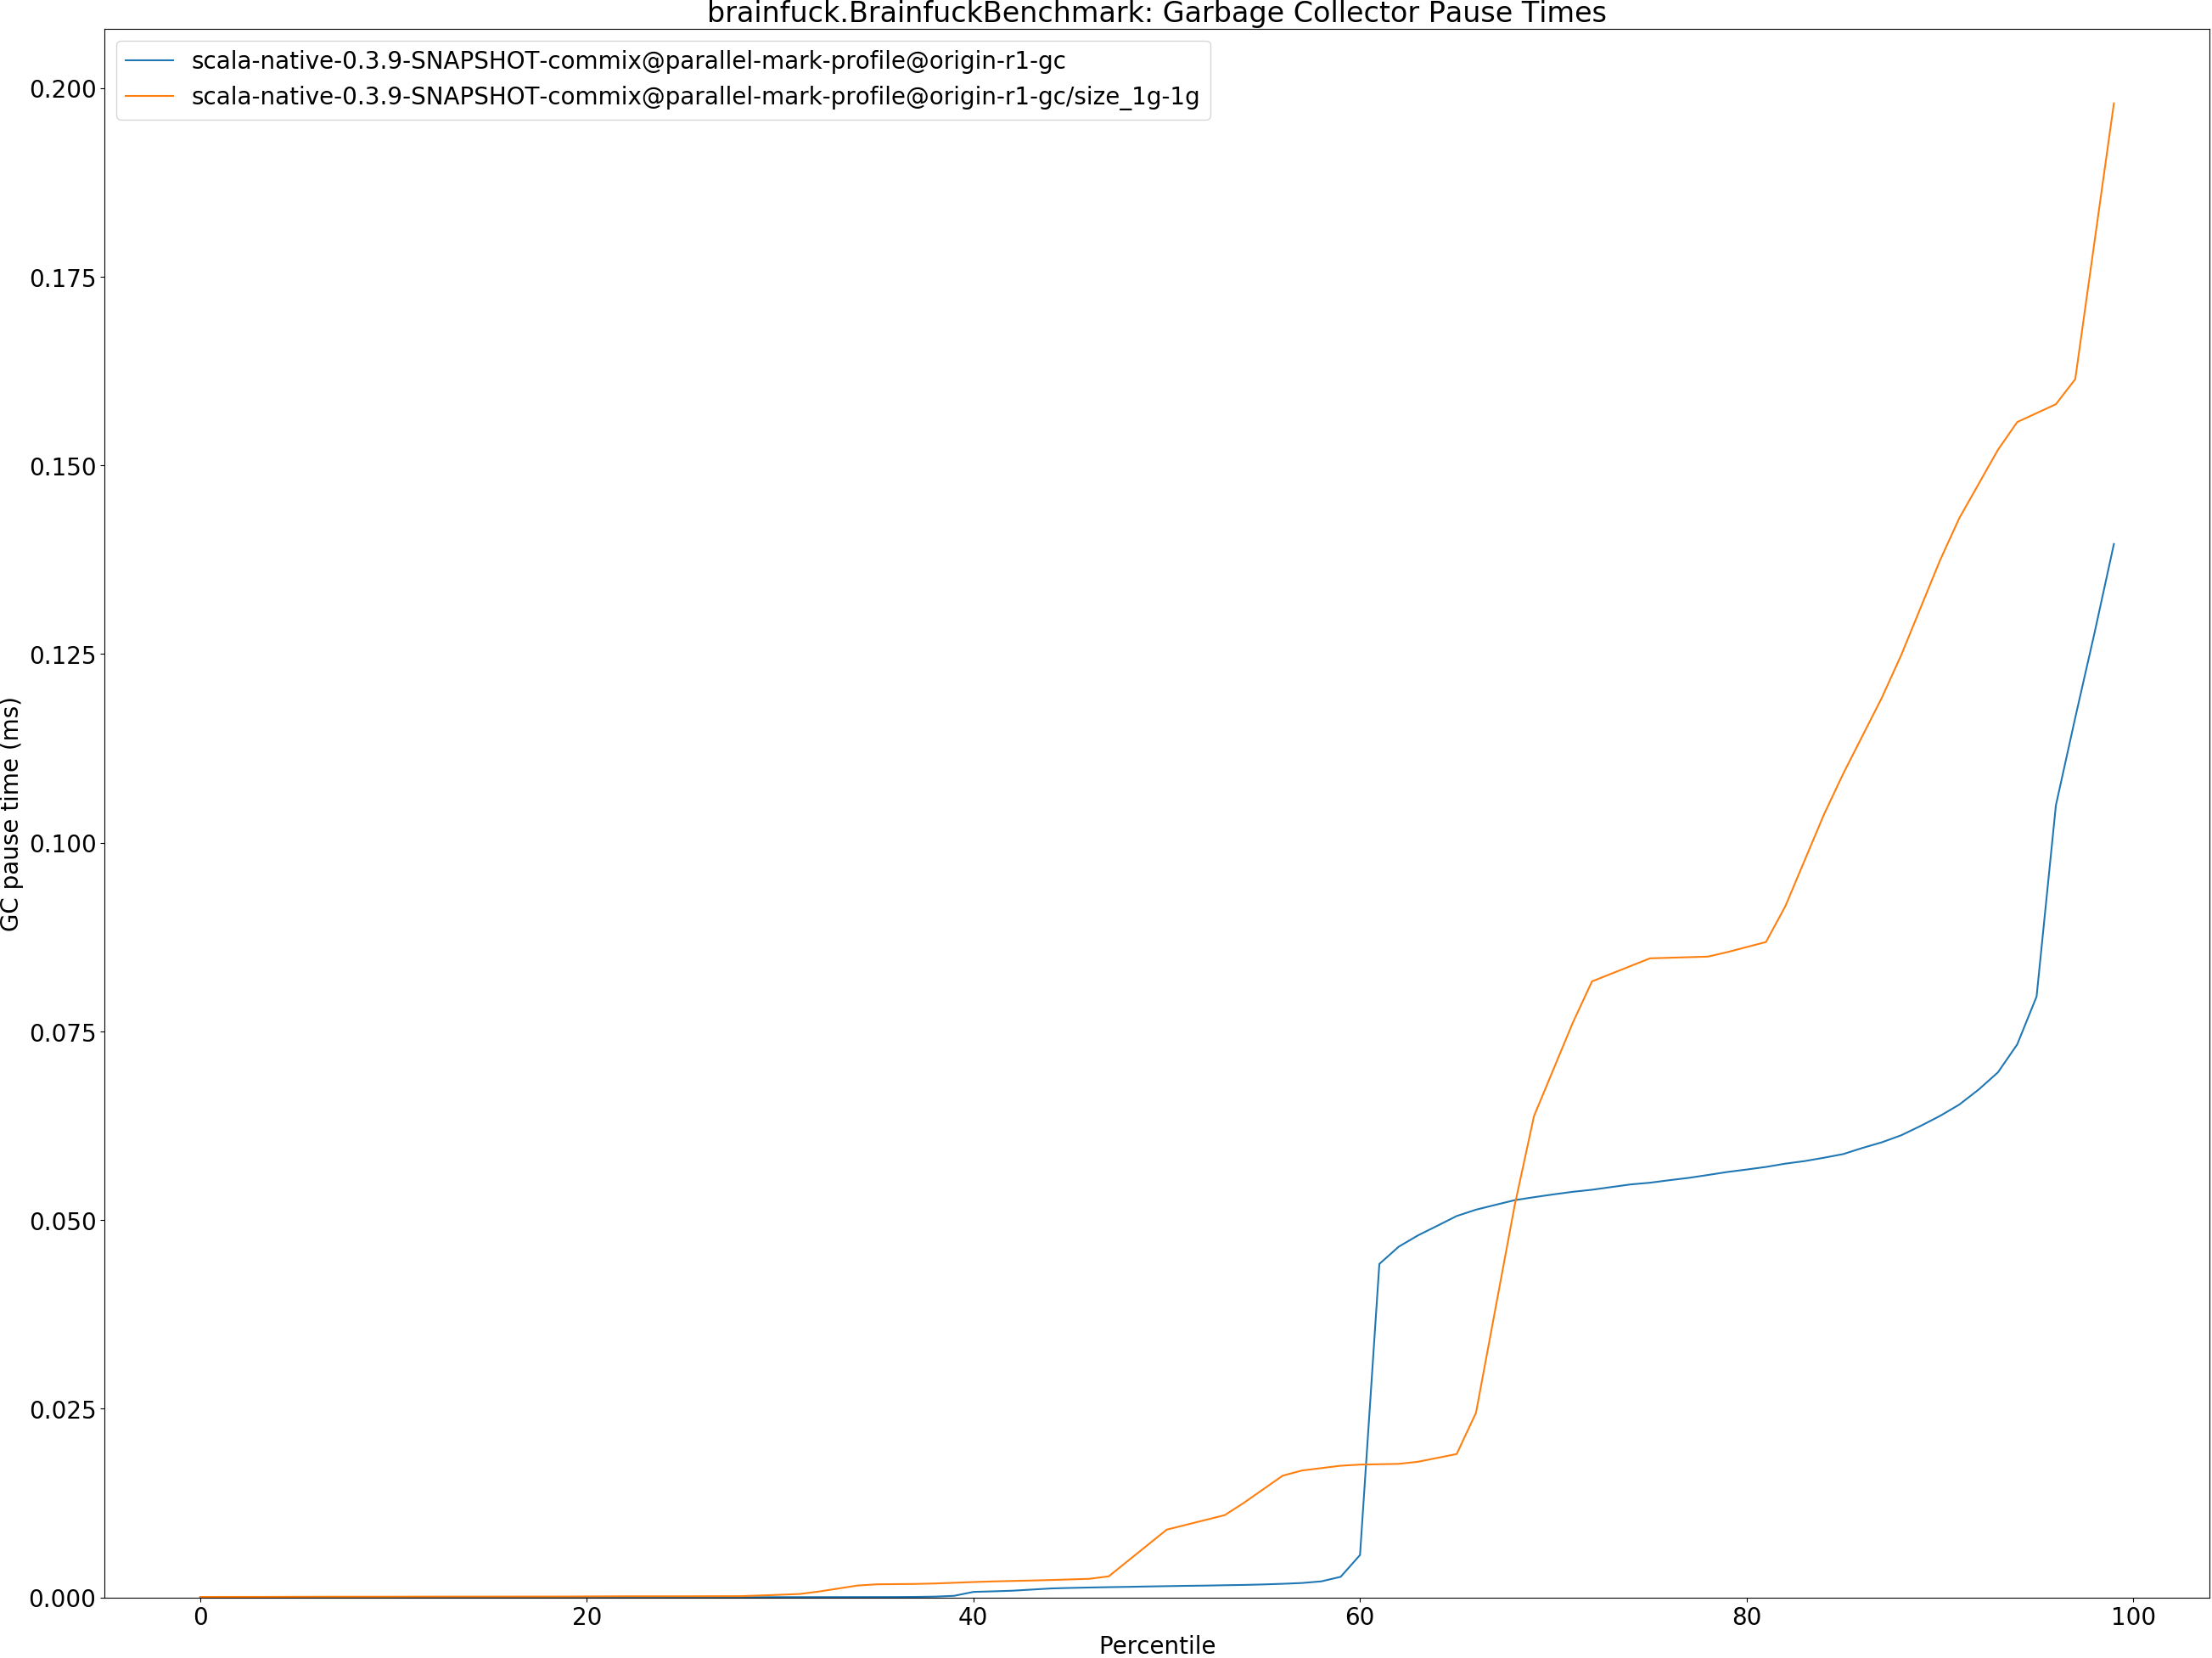 brainfuck.BrainfuckBenchmark: Garbage Collector Pause Times
scala-native-0.3.9-SNAPSHOT-commix@parallel-mark-profile@origin-r1-gc
scala-native-0.3.9-SNAPSHOT-commix@parallel-mark-profile@origin-r1-gc/size_1g-1g
0.200
0.175
0.150
0.125
0.100
0.075
0.050
0.025
0.000
GC pause time (ms)
0 20 40 60 80 100
Percentile